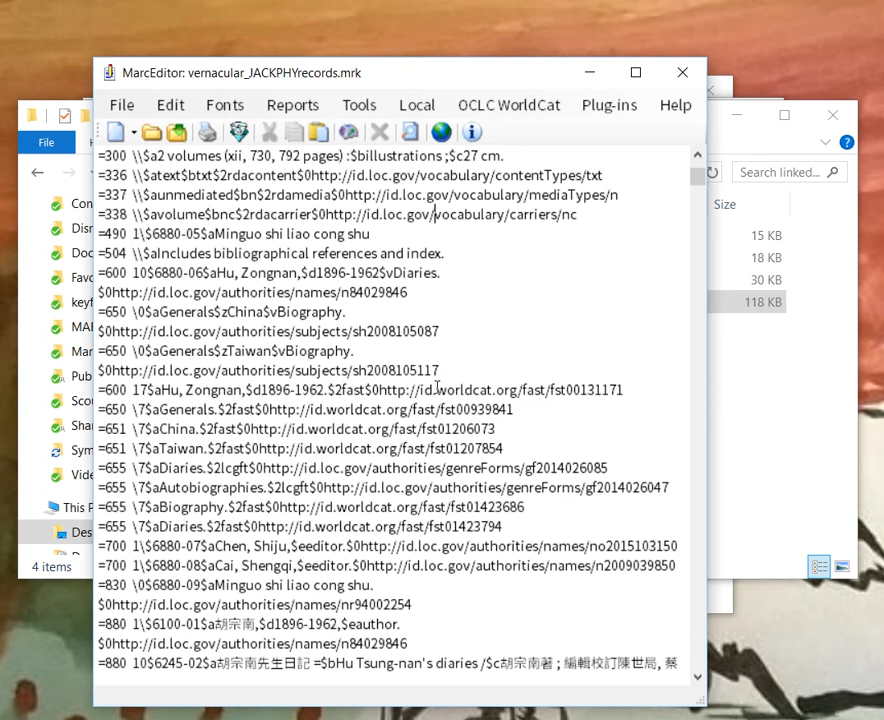 MarcEditor: vernacular_JACKPHYrecords.mrk
File Edit Fonts Reports Tools Local OCLC WorldCat Plug-ins Help
=300 \\$a2 volumes (xii, 730, 792 pages) :$billustrations ;$c27 cm.
=336 \\$atext$btxt$2rdacontent$0http://id.loc.gov/vocabulary/contentTypes/txt
=337 \\$aunmediated$bn$2rdamedia$0http://id.loc.gov/vocabulary/mediaTypes/n
=338 \\$avolume$bnc$2rdacarrier$0http://id.loc.gov/vocabulary/carriers/nc
=490 1\$6880-05$aMinguo shi liao cong shu
=504 \\$aIncludes bibliographical references and index.
=600 10$6880-06$aHu, Zongnan,$d1896-1962$vDiaries.
$0http://id.loc.gov/authorities/names/n84029846
=650 \0$aGenerals$zChina$vBiography.
$0http://id.loc.gov/authorities/subjects/sh2008105087
=650 \0$aGenerals$zTaiwan$vBiography.
$0http://id.loc.gov/authorities/subjects/sh2008105117
=600 17$aHu, Zongnan,$d1896-1962.$2fast$0http://id.worldcat.org/fast/fst00131171
=650 \7$aGenerals.$2fast$0http://id.worldcat.org/fast/fst00939841
=651 \7$aChina.$2fast$0http://id.worldcat.org/fast/fst01206073
=651 \7$aTaiwan.$2fast$0http://id.worldcat.org/fast/fst01207854
=655 \7$aDiaries.$2lcgft$0http://id.loc.gov/authorities/genreForms/gf2014026085
=655 \7$aAutobiographies.$2lcgft$0http://id.loc.gov/authorities/genreForms/gf2014026047
=655 \7$aBiography.$2fast$0http://id.worldcat.org/fast/fst01423686
=655 \7$aDiaries.$2fast$0http://id.worldcat.org/fast/fst01423794
=700 1\$6880-07$aChen, Shiju,$eeditor.$0http://id.loc.gov/authorities/names/no2015103150
=700 1\$6880-08$aCai, Shengqi,$eeditor.$0http://id.loc.gov/authorities/names/n2009039850
=830 \0$6880-09$aMinguo shi liao cong shu.
$0http://id.loc.gov/authorities/names/nr94002254
=880 1\$6100-01$a胡宗南,$d1896-1962,$eauthor.
$0http://id.loc.gov/authorities/names/n84029846
=880 10$6245-02$a胡宗南先生日記 =$bHu Tsung-nan's diaries /$c胡宗南著 ; 編輯校訂陳世局, 蔡
File
Con
Disn
Doc
Favo
keyf
MAI
Mar
Pub
Scou
Shar
Sym
Vide
This P
Des
4 items
Search linked...
Size
15 KB
18 KB
30 KB
118 KB